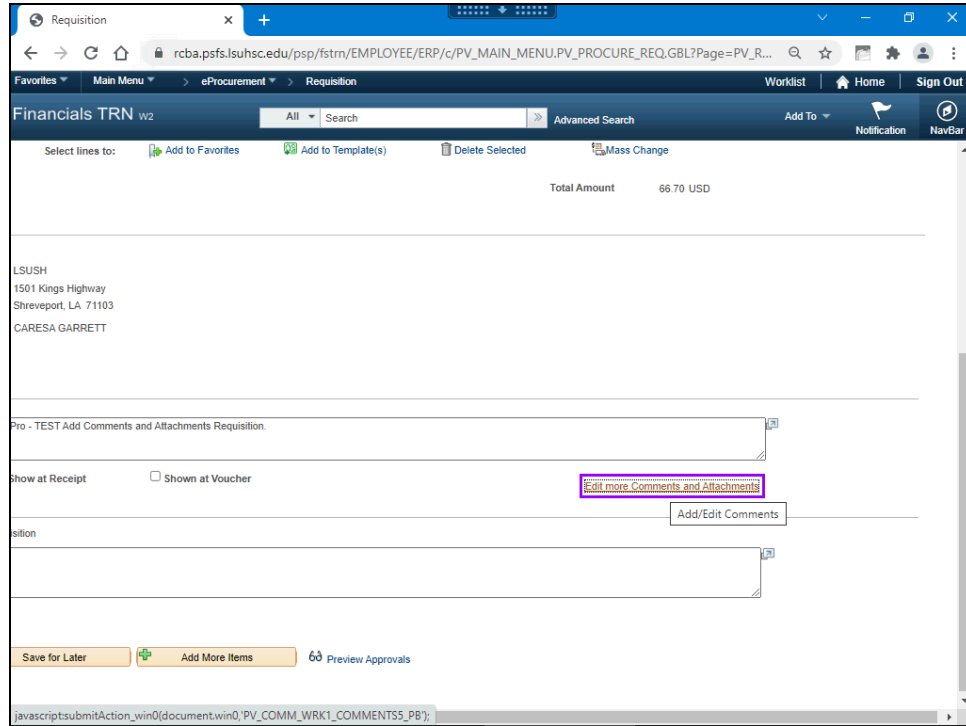 Requisition
rcba.psfs.lsuhsc.edu/psp/fstrn/EMPLOYEE/ERP/c/PV_MAIN_MENU.PV_PROCURE_REQ.GBL?Page=PV_R...
Favorites Main Menu > eProcurement > Requisition Worklist Home Sign Out
Financials TRN W2 All Search Advanced Search Add To Notification NavBar
Select lines to: Add to Favorites Add to Template(s) Delete Selected Mass Change
Total Amount 66.70 USD
LSUSH
1501 Kings Highway
Shreveport, LA 71103
CARESA GARRETT
Pro - TEST Add Comments and Attachments Requisition.
Show at Receipt Shown at Voucher Edit more Comments and Attachments
Add/Edit Comments
isition
Save for Later Add More Items Preview Approvals
javascript:submitAction_win0(document.win0,'PV_COMM_WRK1_COMMENTS5_PB');